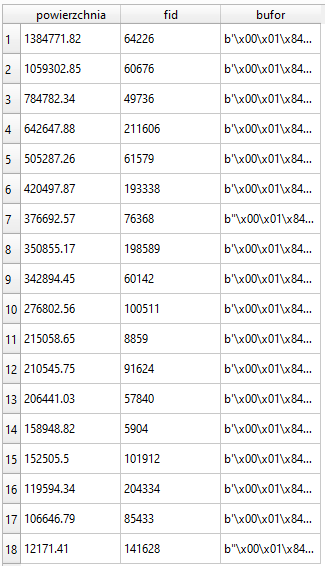 powierzchnia fid bufor
1 1384771.82 64226 b"\x00\x01\x84...
2 1059302.85 60676 b'\x00\x01\x84...
3 784782.34 49736 b'\x00\x01\x84...
4 642647.88 211606 b'\x00\x01\x84...
5 505287.26 61579 b'\x00\x01\x84...
6 420497.87 193338 b'\x00\x01\x84...
7 376692.57 76368 b"\x00\x01\x84...
8 350855.17 198589 b'\x00\x01\x84...
9 342894.45 60142 b'\x00\x01\x84...
10 276802.56 100511 b'\x00\x01\x84...
11 215058.65 8859 b'\x00\x01\x84...
12 210545.75 91624 b'\x00\x01\x84...
13 206441.03 57840 b'\x00\x01\x84...
14 158948.82 5904 b'\x00\x01\x84...
15 152505.5 101912 b'\x00\x01\x84...
16 119594.34 204334 b'\x00\x01\x84...
17 106646.79 85433 b'\x00\x01\x84...
18 12171.41 141628 b"\x00\x01\x84...